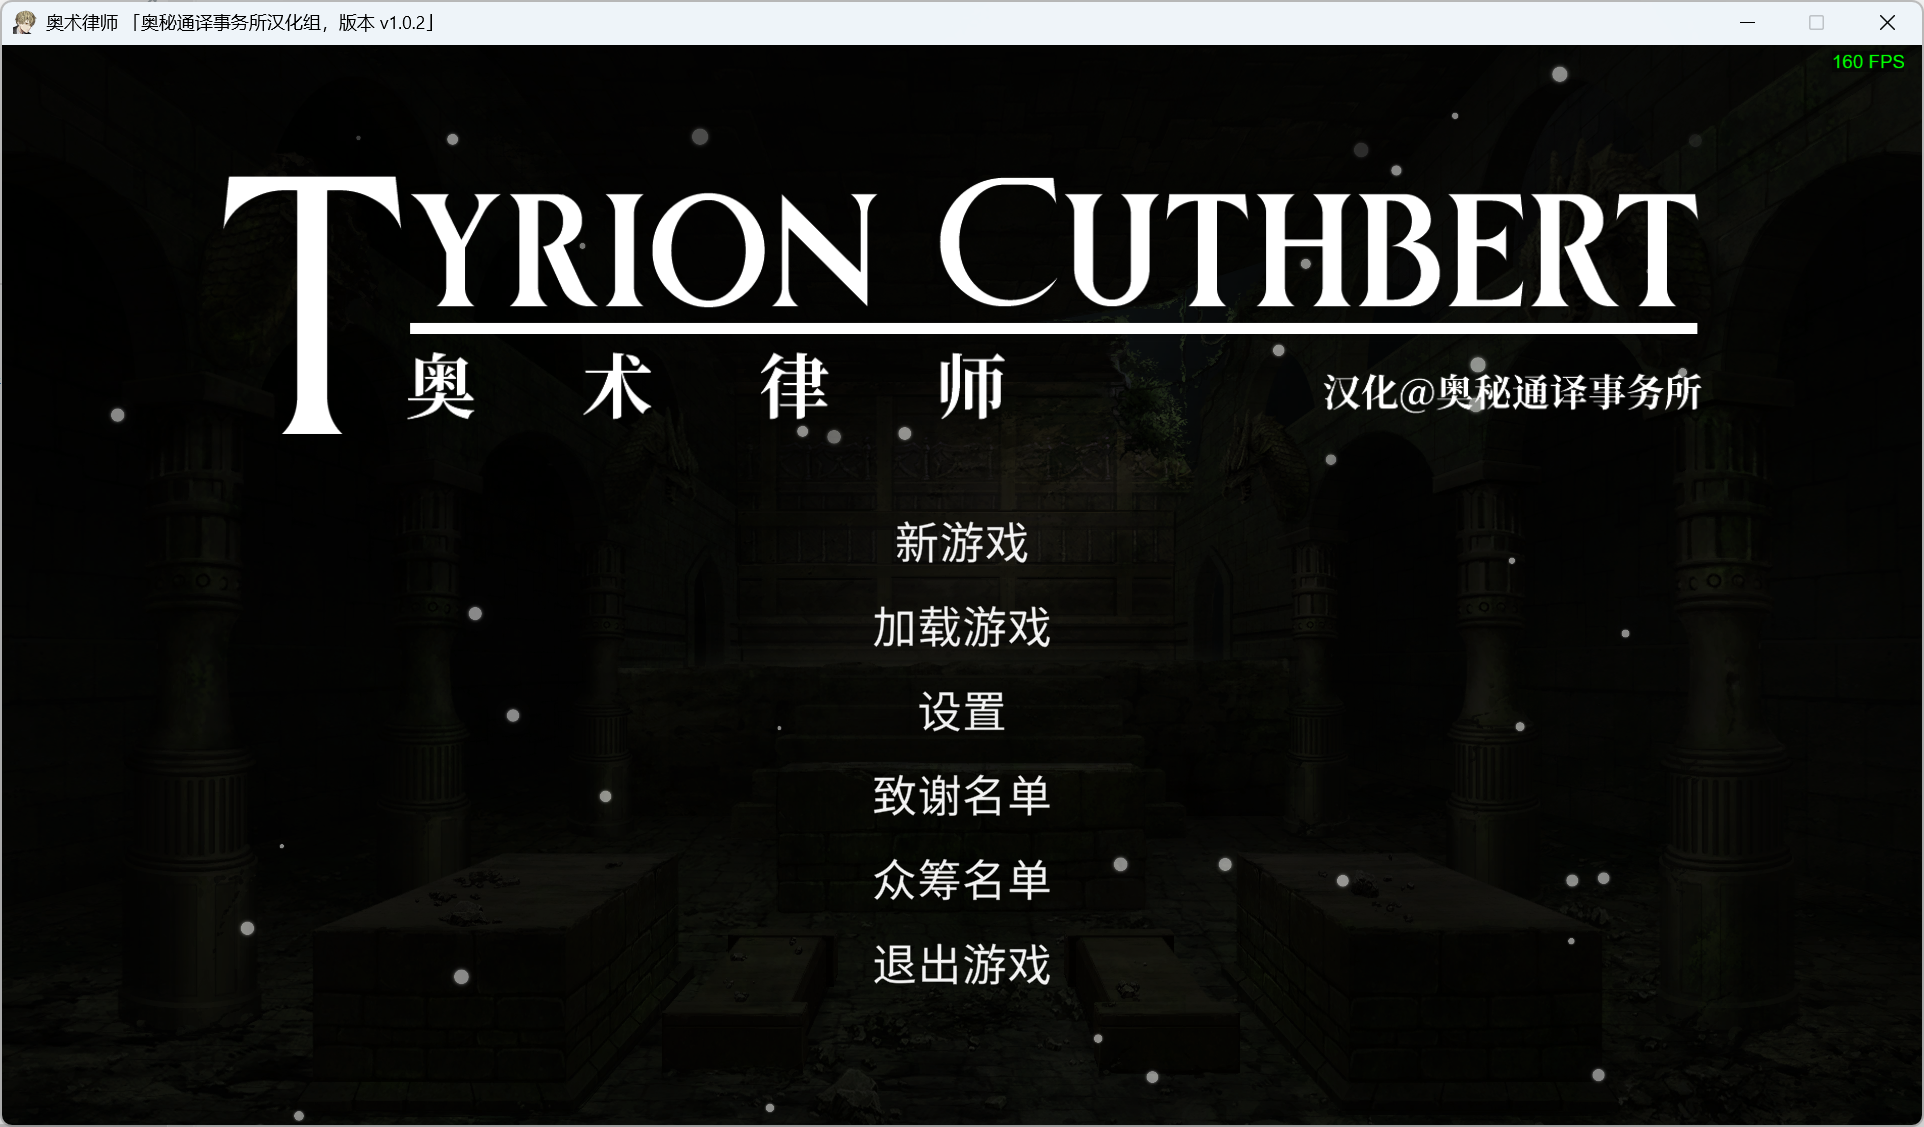 奥术律师 「奥秘通译事务所汉化组，版本 v1.0.2」
160 FPS
TYRION CUTHBERT
奥术律师
汉化@奥秘通译事务所
新游戏
加载游戏
设置
致谢名单
众筹名单
退出游戏